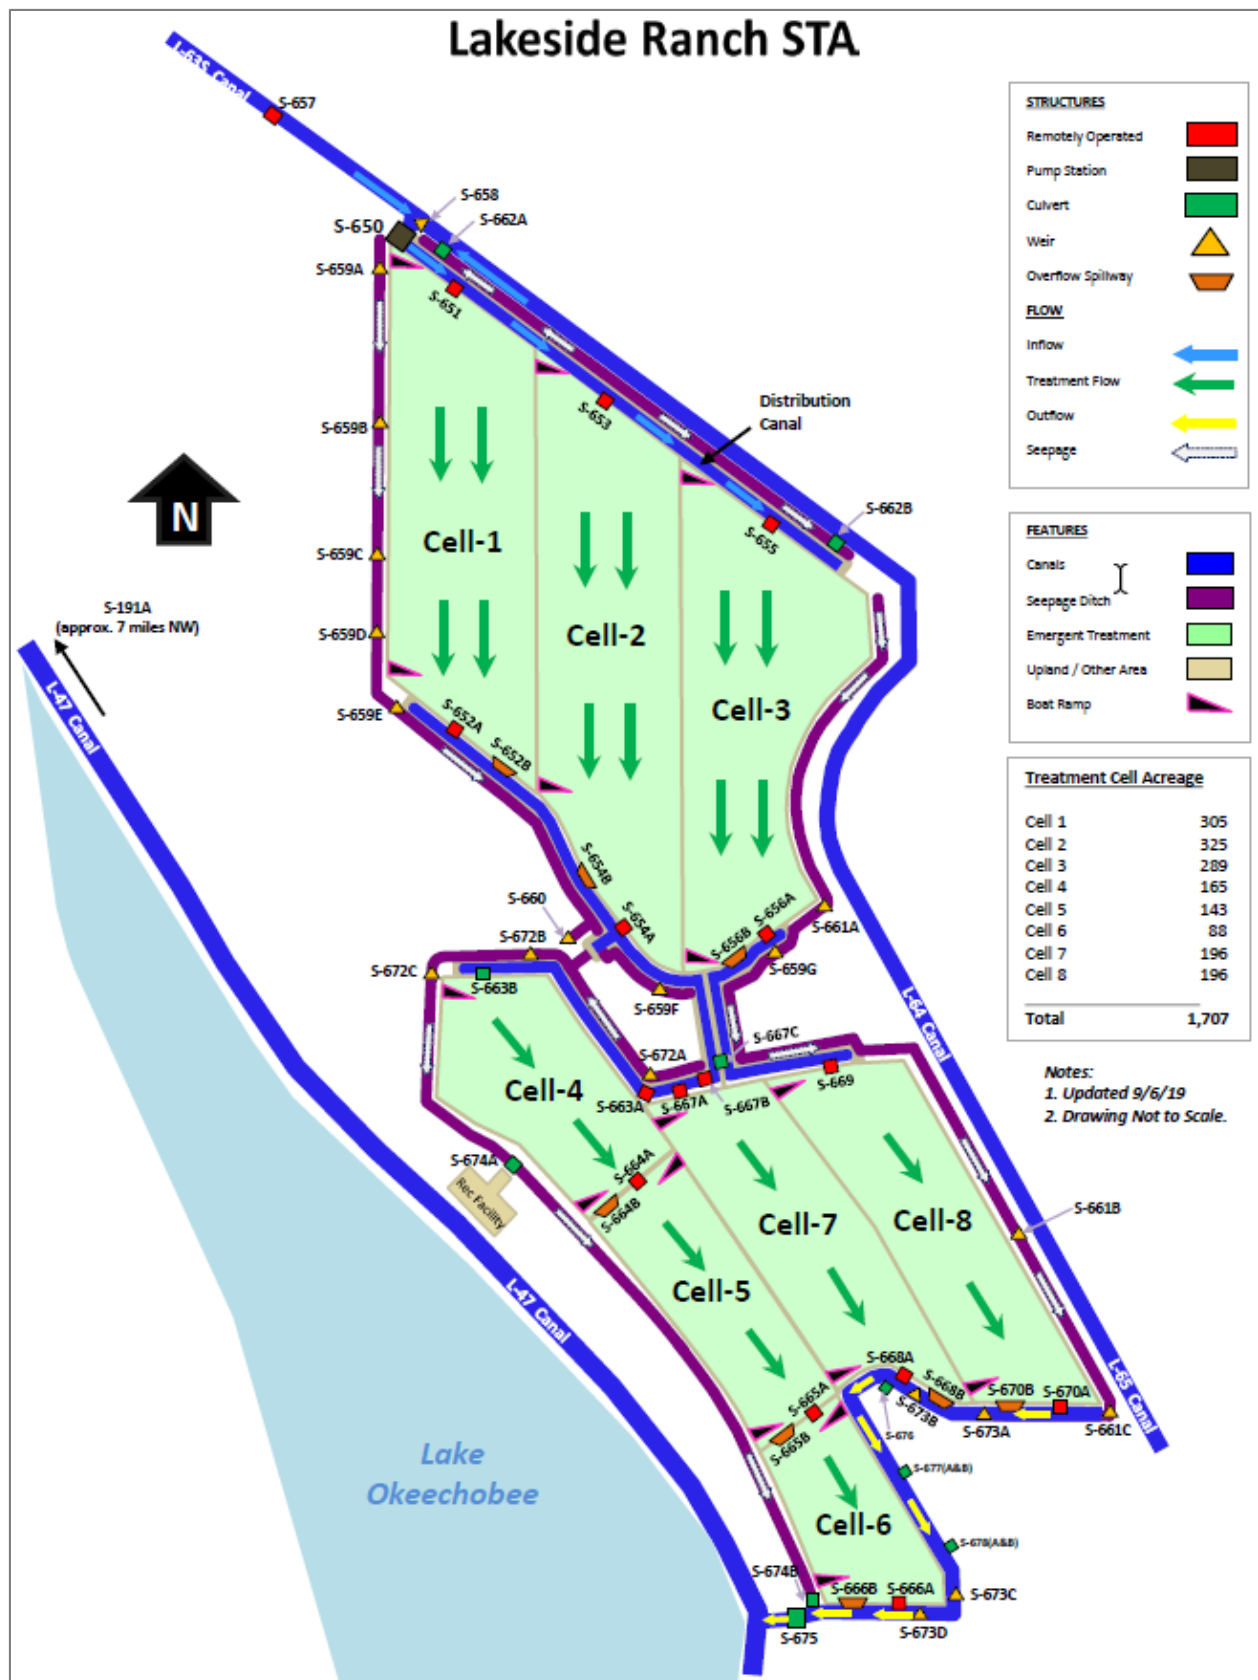 Lakeside Ranch STA
L-63S Canal
S-657
S-658
S-662A
S-650
S-659A
S-651
S-653
Distribution
Canal
S-659B
S-662B
S-655
Cell-1
S-659C
Cell-2
S-659D
Cell-3
N
S-191A
(approx. 7 miles NW)
L-47 Canal
S-659E
S-652A
S-652B
S-654B
S-660
S-654A
S-656A
S-656B
S-661A
S-672B
S-672C
S-663B
S-659G
S-659F
L-64 Canal
S-667C
S-672A
S-669
Cell-4
S-663A
S-667A
S-667B
S-674A
S-664A
Rec Facility
S-664B
Cell-7
Cell-8
S-661B
Cell-5
L-47 Canal
S-668A
S-668B
S-670B
S-670A
L-65 Canal
S-665A
S-673B
S-673A
S-661C
S-676
S-665B
S-677(A&B)
Lake
Okeechobee
Cell-6
S-678(A&B)
S-674B
S-666B
S-666A
S-673C
S-675
S-673D
STRUCTURES
Remotely Operated
Pump Station
Culvert
Weir
Overflow Spillway
FLOW
Inflow
Treatment Flow
Outflow
Seepage
FEATURES
Canals
Seepage Ditch
Emergent Treatment
Upland / Other Area
Boat Ramp
Treatment Cell Acreage
Cell 1 305
Cell 2 325
Cell 3 289
Cell 4 165
Cell 5 143
Cell 6 88
Cell 7 196
Cell 8 196
Total 1,707
Notes:
1. Updated 9/6/19
2. Drawing Not to Scale.